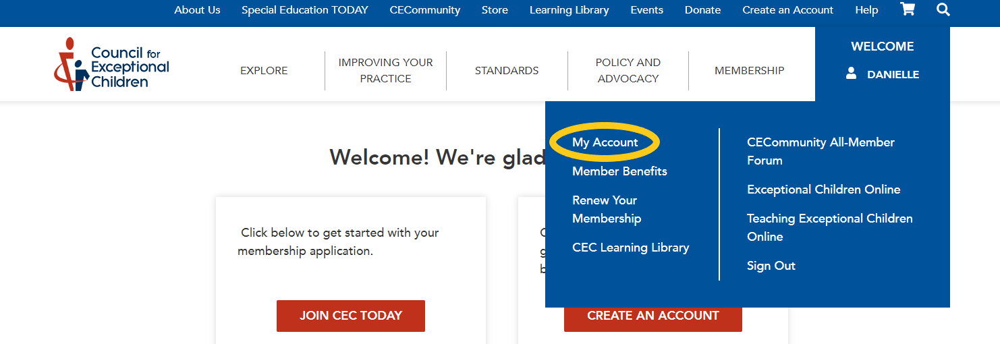 About Us Special Education TODAY CECommunity Store Learning Library Events Donate Create an Account Help
Council for
Exceptional
Children
EXPLORE
IMPROVING YOUR
PRACTICE
STANDARDS
POLICY AND
ADVOCACY
MEMBERSHIP
WELCOME
DANIELLE
My Account
Member Benefits
Renew Your
Membership
CEC Learning Library
CECommunity All-Member
Forum
Exceptional Children Online
Teaching Exceptional Children
Online
Sign Out
Welcome! We're glad
Click below to get started with your
membership application.
JOIN CEC TODAY
CREATE AN ACCOUNT